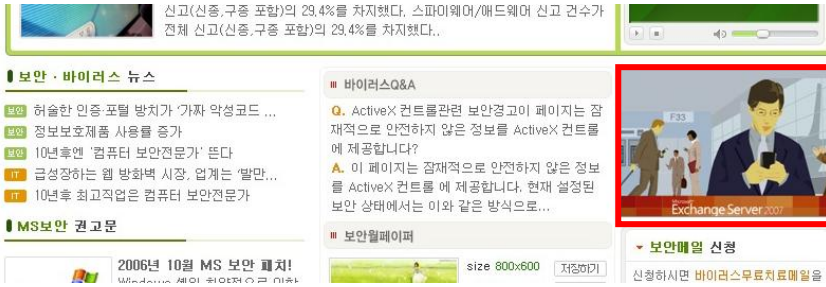 신고(신종,구종 포함)의 29.4%를 차지했다. 스파이웨어/애드웨어 신고 건수가
전체 신고(신종,구종 포함)의 29.4%를 차지했다..
보안 · 바이러스 뉴스
보안 허술한 인증·포털 방치가 '가짜 악성코드 ...
보안 정보보호제품 사용률 증가
보안 10년후엔 '컴퓨터 보안전문가' 뜬다
IT 급성장하는 웹 방화벽 시장, 업계는 '발만...
IT 10년후 최고직업은 컴퓨터 보안전문가
MS보안 권고문
2006년 10월 MS 보안 패치!
바이러스Q&A
Q. ActiveX 컨트롤관련 보안경고이 페이지는 잠
재적으로 안전하지 않은 정보를 ActiveX 컨트롤
에 제공합니다?
A. 이 페이지는 잠재적으로 안전하지 않은 정보
를 ActiveX 컨트롤 에 제공합니다. 현재 설정된
보안 상태에서는 이와 같은 방식으로...
보안월페이퍼
size 800x600 저장하기
F33
Microsoft
Exchange Server 2007
보안메일 신청
신청하시면 바이러스무료치료메일을